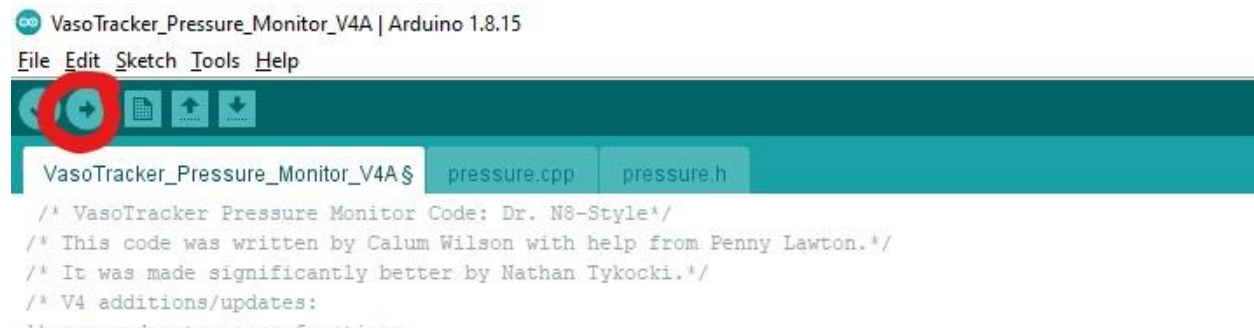 VasoTracker_Pressure_Monitor_V4A | Arduino 1.8.15
File Edit Sketch Tools Help
VasoTracker_Pressure_Monitor_V4A § pressure.cpp pressure.h
/* VasoTracker Pressure Monitor Code: Dr. N8-Style*/
/* This code was written by Calum Wilson with help from Penny Lawton.*/
/* It was made significantly better by Nathan Tykocki.*/
/* V4 additions/updates: